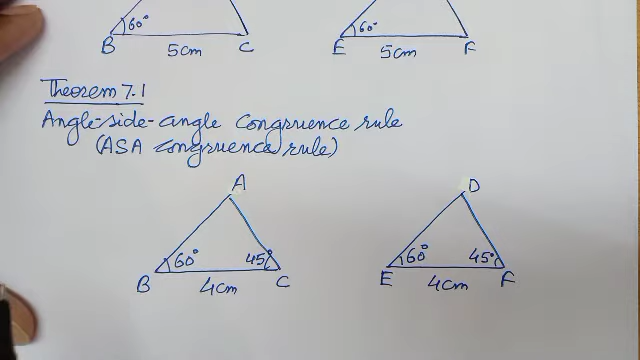 60° 60°
B C E F
5cm 5cm
Theorem 7.1
Angle-side-angle congruence rule
(ASA congruence rule)
A D
60° 45° 60° 45°
B C E F
4cm 4cm